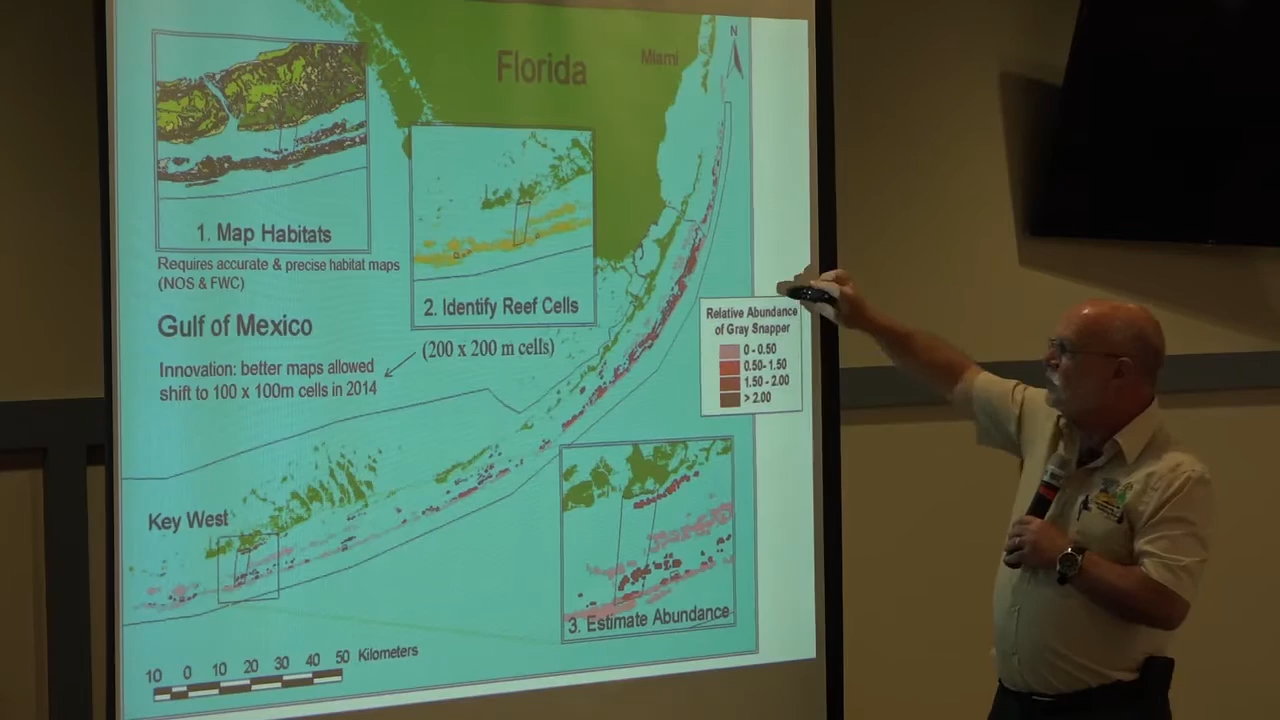 Florida
Miami
N
1. Map Habitats
Requires accurate & precise habitat maps
(NOS & FWC)
2. Identify Reef Cells
(200 x 200 m cells)
Gulf of Mexico
Innovation: better maps allowed
shift to 100 x 100m cells in 2014
Relative Abundance
of Gray Snapper
0 - 0.50
0.50- 1.50
1.50 - 2.00
> 2.00
Key West
3. Estimate Abundance
10 0 10 20 30 40 50 Kilometers